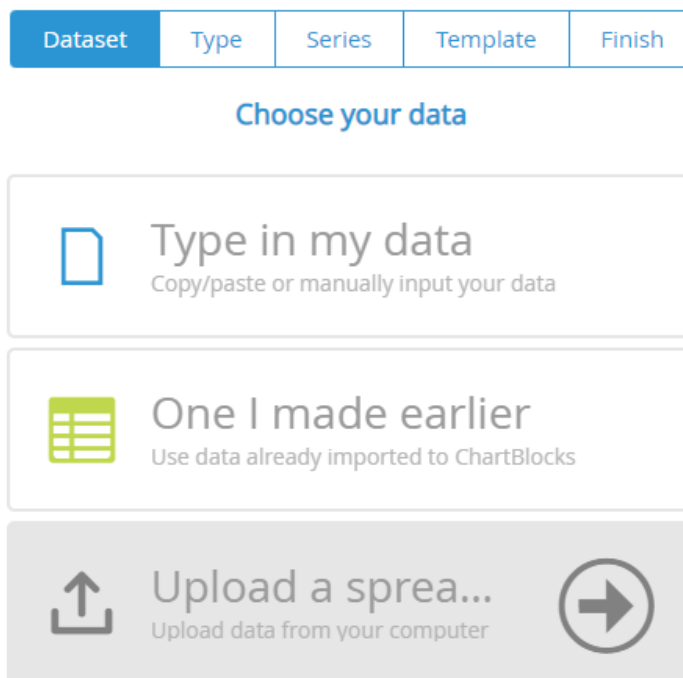 Dataset Type Series Template Finish
Choose your data
Type in my data
Copy/paste or manually input your data
One I made earlier
Use data already imported to ChartBlocks
Upload a sprea...
Upload data from your computer